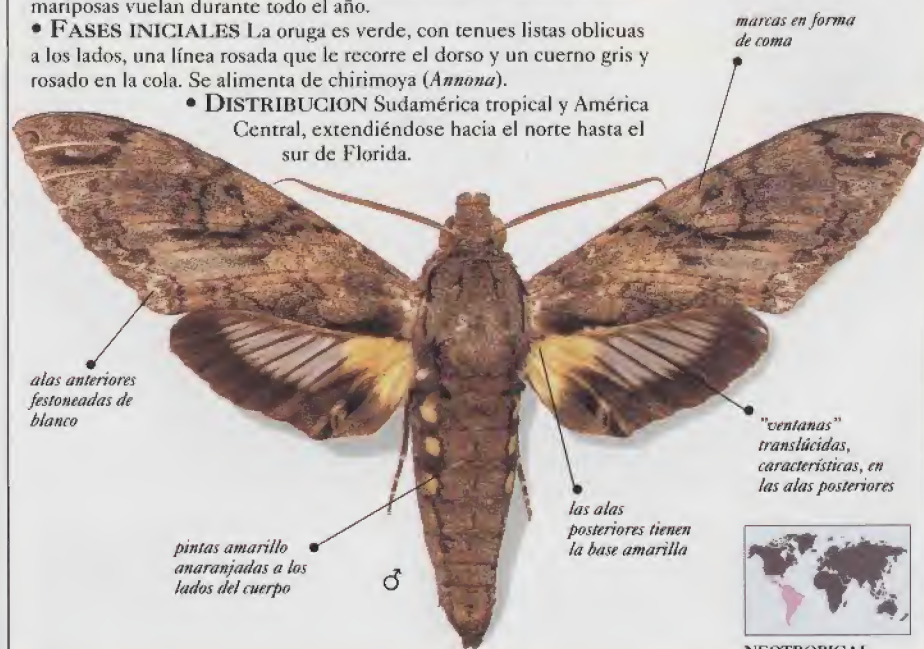 mariposas vuelan durante todo el año.
• FASES INICIALES La oruga es verde, con tenues listas oblicuas
a los lados, una línea rosada que le recorre el dorso y un cuerno gris y
rosado en la cola. Se alimenta de chirimoya (Annona).
• DISTRIBUCION Sudamérica tropical y América
Central, extendiéndose hacia el norte hasta el
sur de Florida.
marcas en forma
de coma
alas anteriores
festoneadas de
blanco
pintas amarillo
anaranjadas a los
lados del cuerpo
♂
las alas
posteriores tienen
la base amarilla
"ventanas"
translúcidas,
características, en
las alas posteriores
NEOTROPICAL